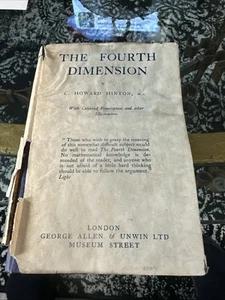 THE FOURTH
DIMENSION
BY
C. HOWARD HINTON, M.A.
With Coloured Frontispiece and other
Illustrations
"Those who wish to grasp the meaning
of this somewhat difficult subject would
do well to read The Fourth Dimension.
No mathematical knowledge is de-
manded of the reader, and anyone who
is not afraid of a little hard thinking
should be able to follow the argument."
Light
LONDON
GEORGE ALLEN & UNWIN LTD
MUSEUM STREET